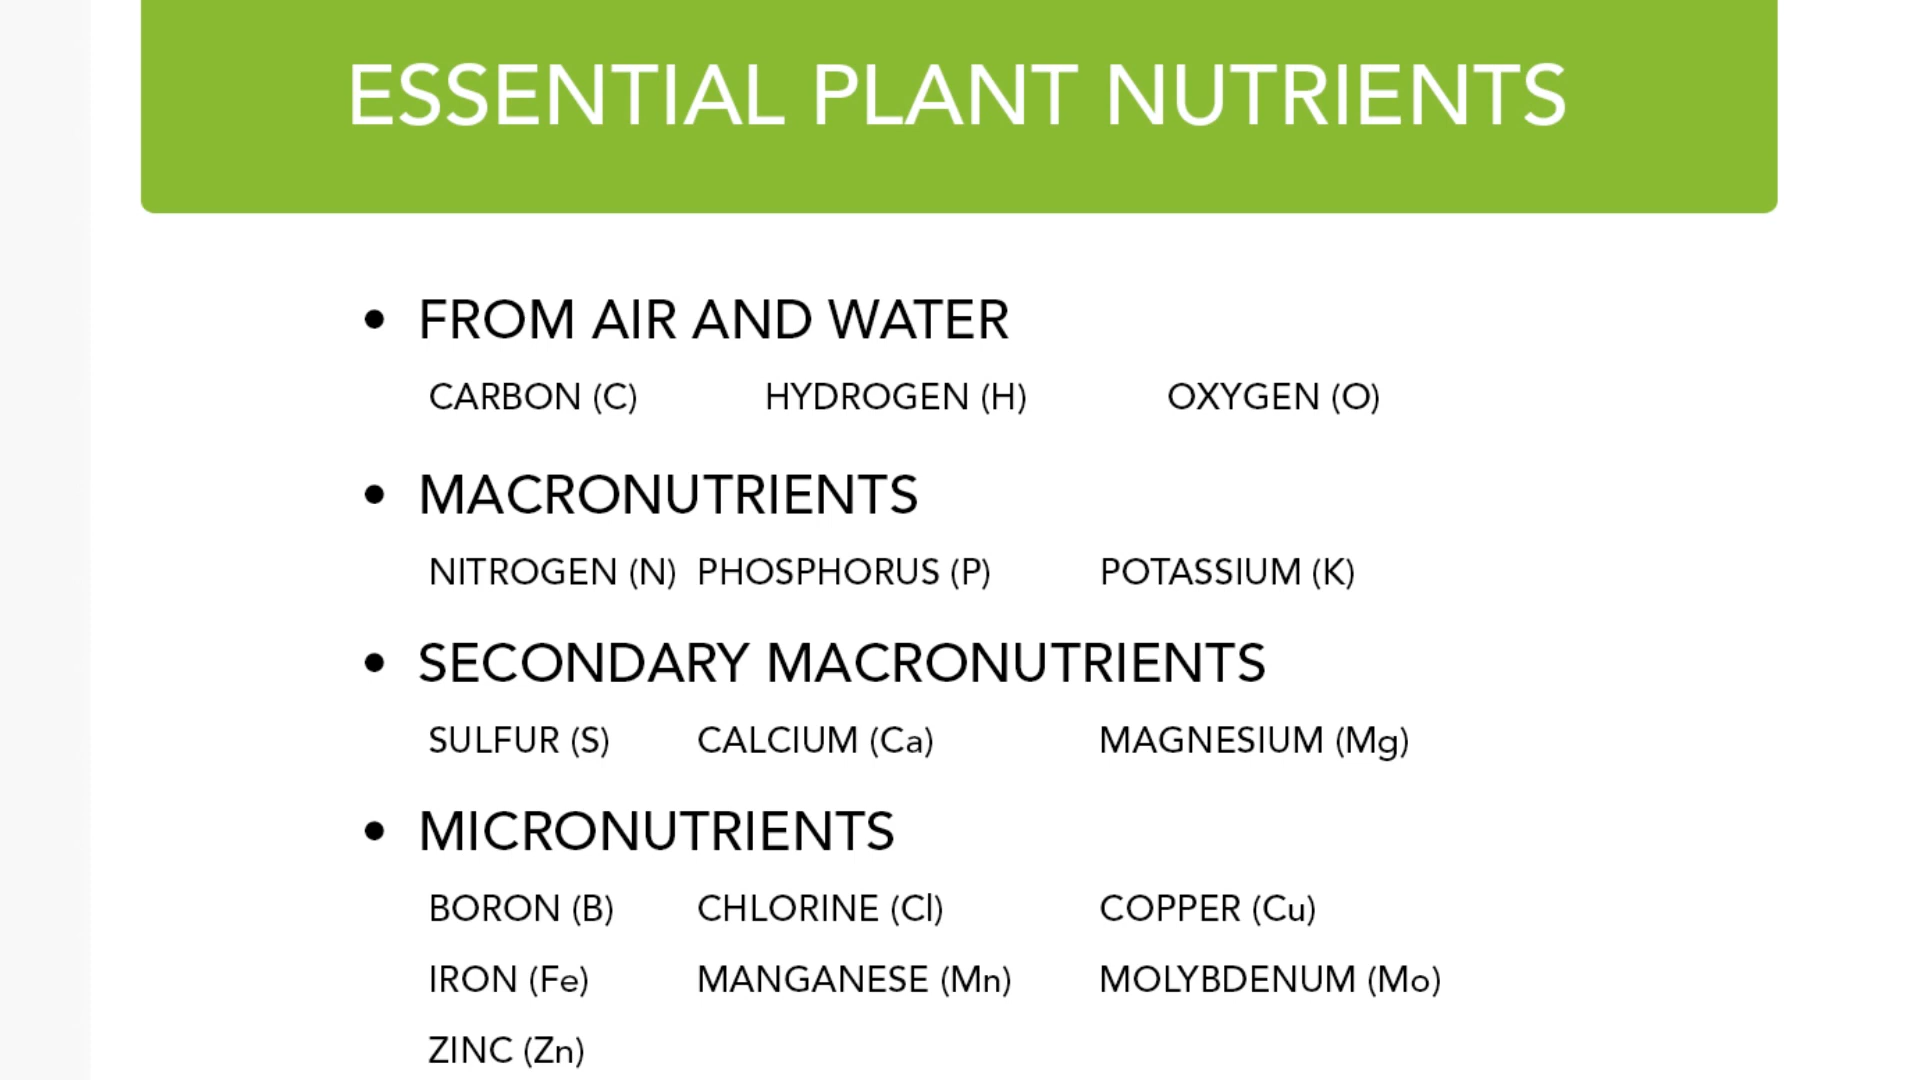 ESSENTIAL PLANT NUTRIENTS
• FROM AIR AND WATER
CARBON (C) HYDROGEN (H) OXYGEN (O)
• MACRONUTRIENTS
NITROGEN (N) PHOSPHORUS (P) POTASSIUM (K)
• SECONDARY MACRONUTRIENTS
SULFUR (S) CALCIUM (Ca) MAGNESIUM (Mg)
• MICRONUTRIENTS
BORON (B) CHLORINE (Cl) COPPER (Cu)
IRON (Fe) MANGANESE (Mn) MOLYBDENUM (Mo)
ZINC (Zn)